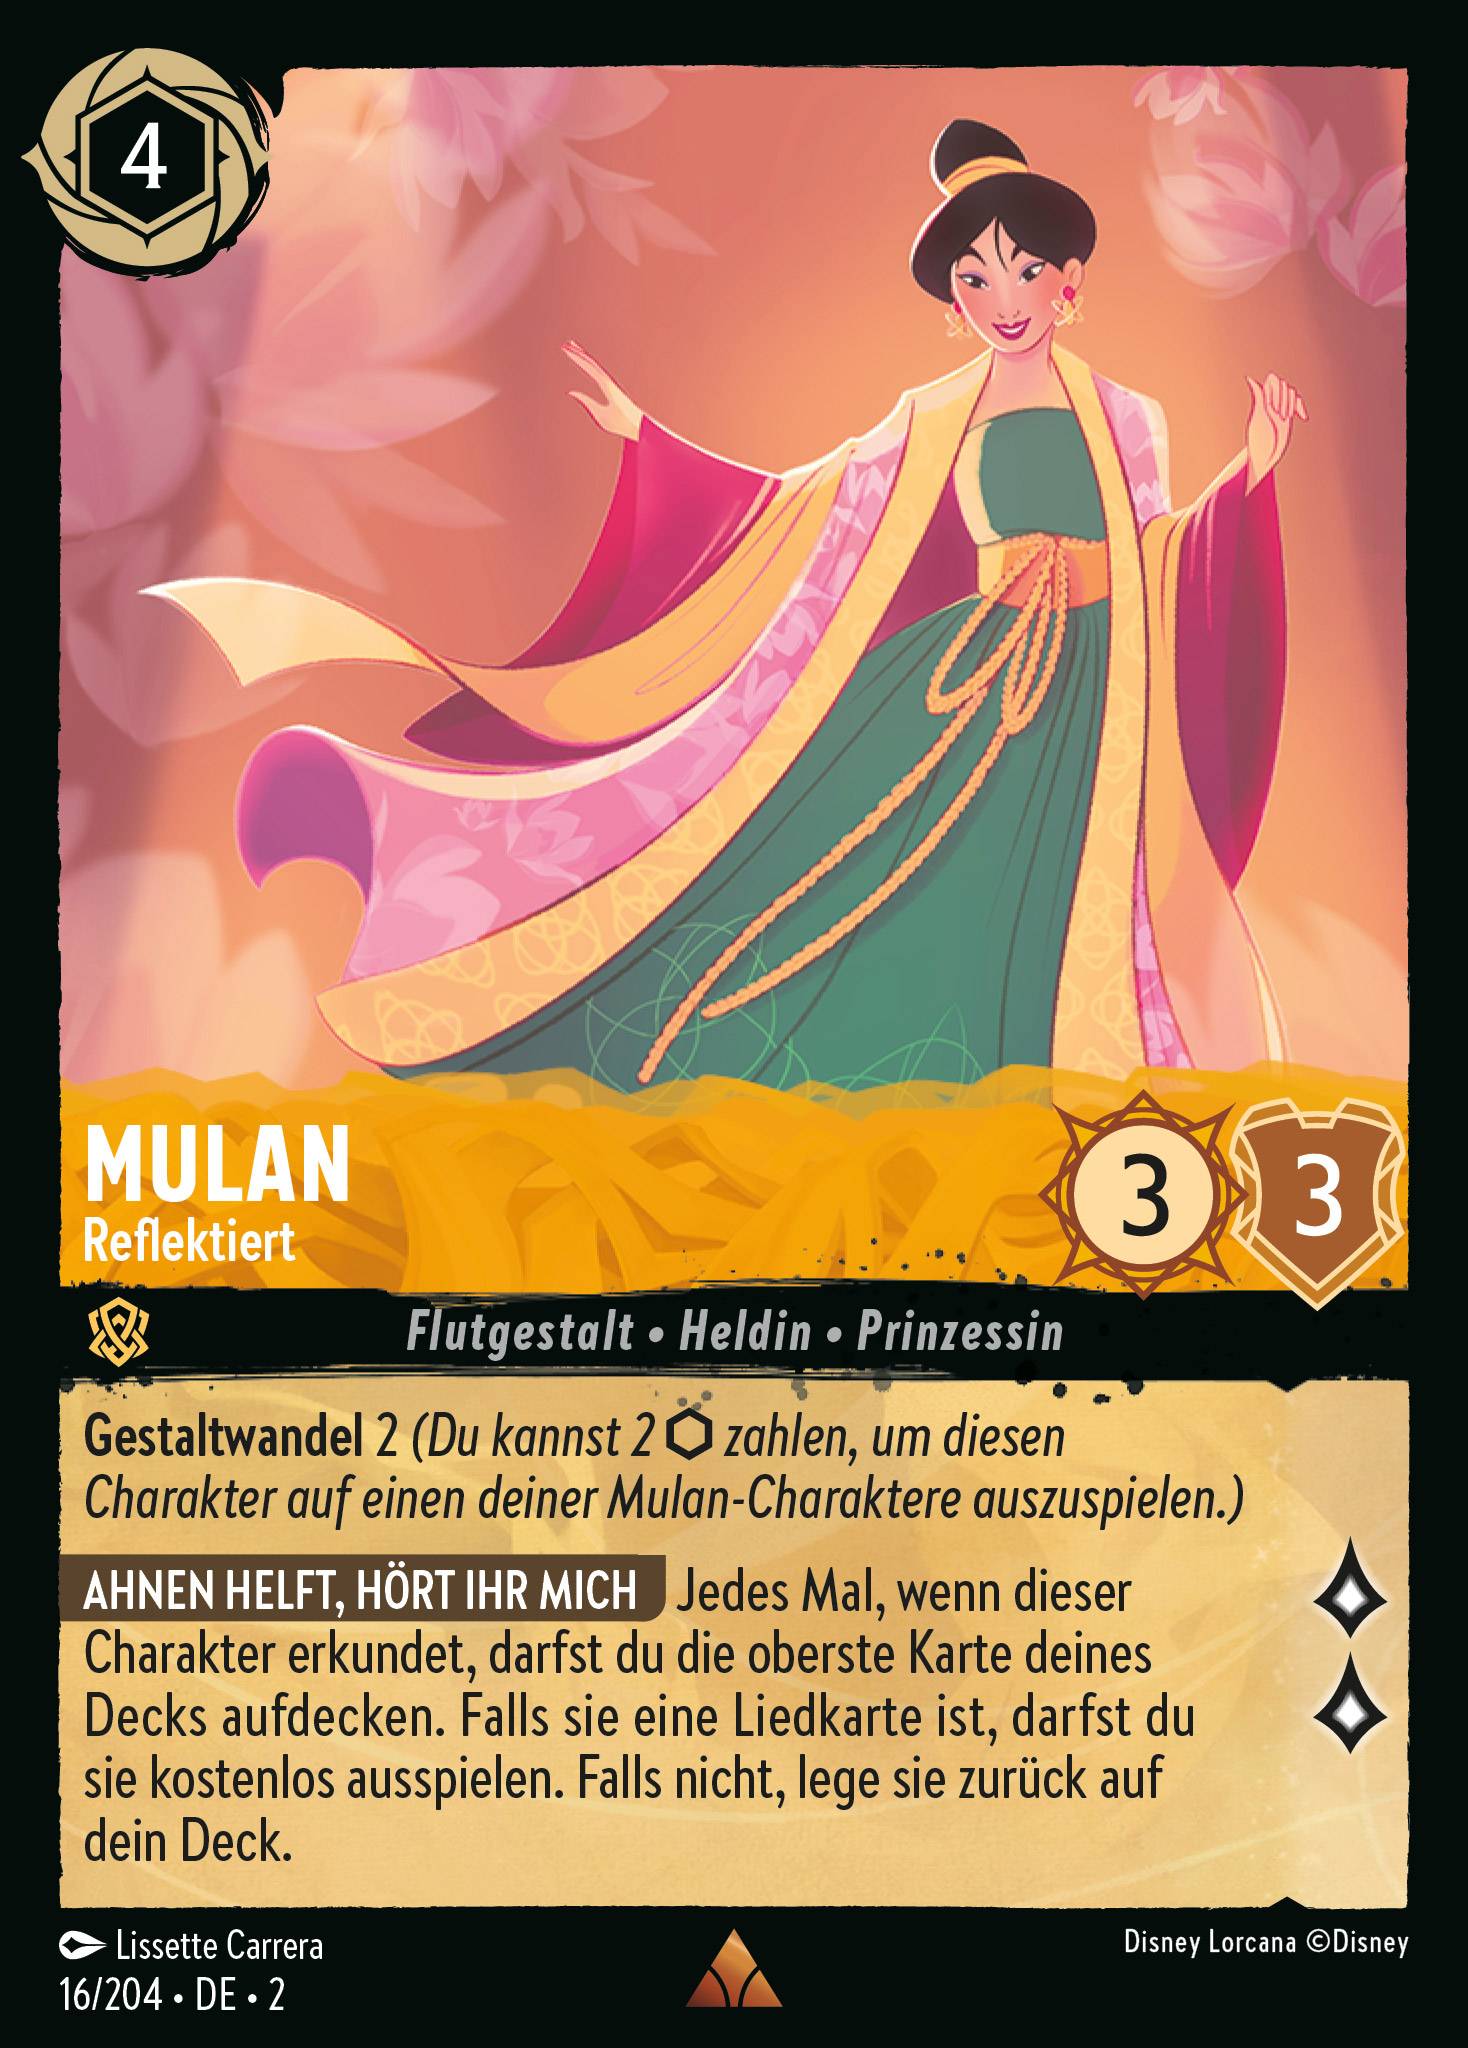 4
MULAN
Reflektiert
3
3
Flutgestalt • Heldin • Prinzessin
Gestaltwandel 2 (Du kannst 2 ⬡ zahlen, um diesen
Charakter auf einen deiner Mulan-Charaktere auszuspielen.)
AHNEN HELFT, HÖRT IHR MICH Jedes Mal, wenn dieser
Charakter erkundet, darfst du die oberste Karte deines
Decks aufdecken. Falls sie eine Liedkarte ist, darfst du
sie kostenlos ausspielen. Falls nicht, lege sie zurück auf
dein Deck.
Lissette Carrera
Disney Lorcana ©Disney
16/204 • DE • 2